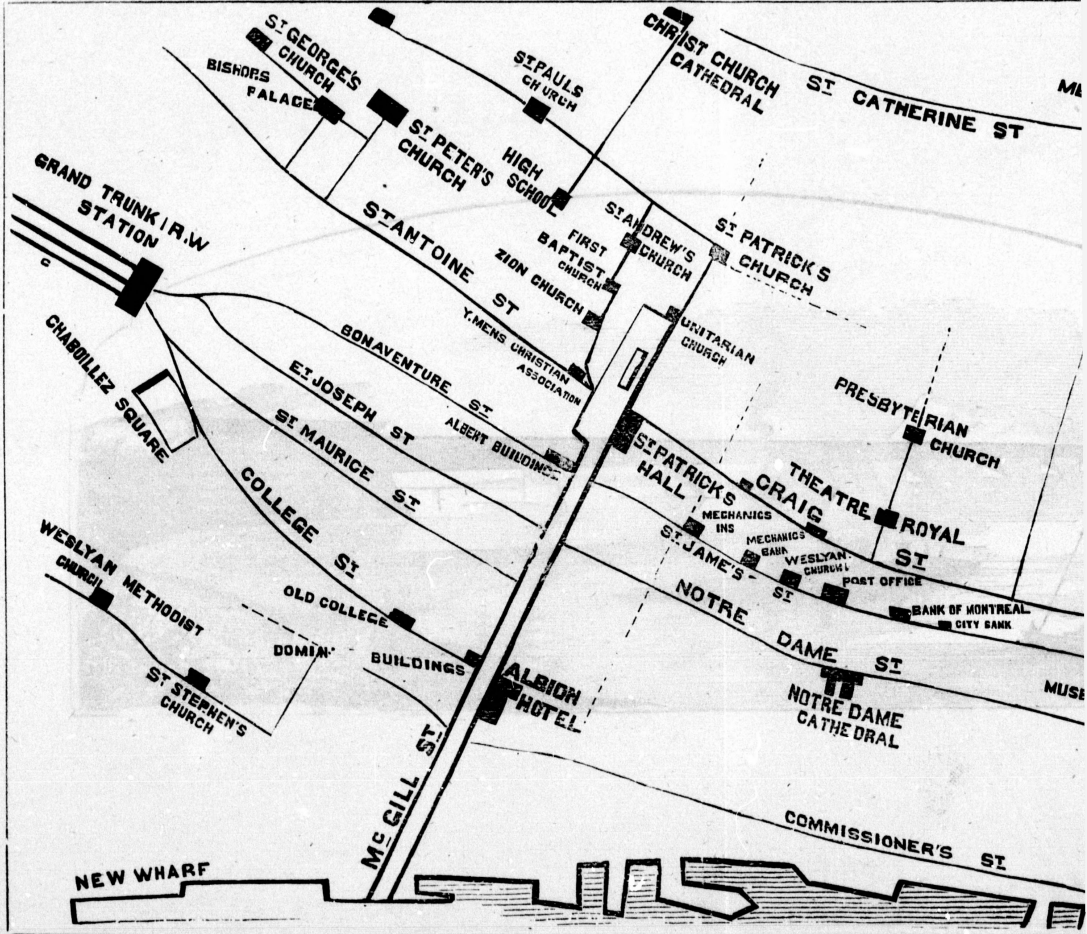 ST GEORGE'S
CHURCH
BISHOPS
PALACE
ST PETER'S
CHURCH
ST PAULS
CHURCH
CHRIST CHURCH
CATHEDRAL
ST CATHERINE ST
HIGH
SCHOOL
GRAND TRUNK R.W
STATION
G
ST ANTOINE ST
ST ANDREW'S
CHURCH
FIRST
BAPTIST
CHURCH
ZION CHURCH
ST PATRICKS
CHURCH
UNITARIAN
CHURCH
Y. MENS CHRISTIAN
ASSOCIATION
BONAVENTURE ST
CHABOILLEZ SQUARE
ET JOSEPH ST
ALBERT BUILDINGS
ST MAURICE ST
ST PATRICKS
HALL
PRESBYTERIAN
CHURCH
THEATRE ROYAL
CRAIG ST
MECHANICS
INS
MECHANICS
BANK
WESLYAN
CHURCH
ST JAME'S ST
POST OFFICE
BANK OF MONTREAL
CITY BANK
COLLEGE ST
WESLYAN METHODIST
CHURCH
OLD COLLEGE
NOTRE DAME ST
DOMIN BUILDINGS
ALBION
HOTEL
ST STEPHEN'S
CHURCH
MUSE
NOTRE DAME
CATHEDRAL
MC GILL ST
COMMISSIONER'S ST
NEW WHARF